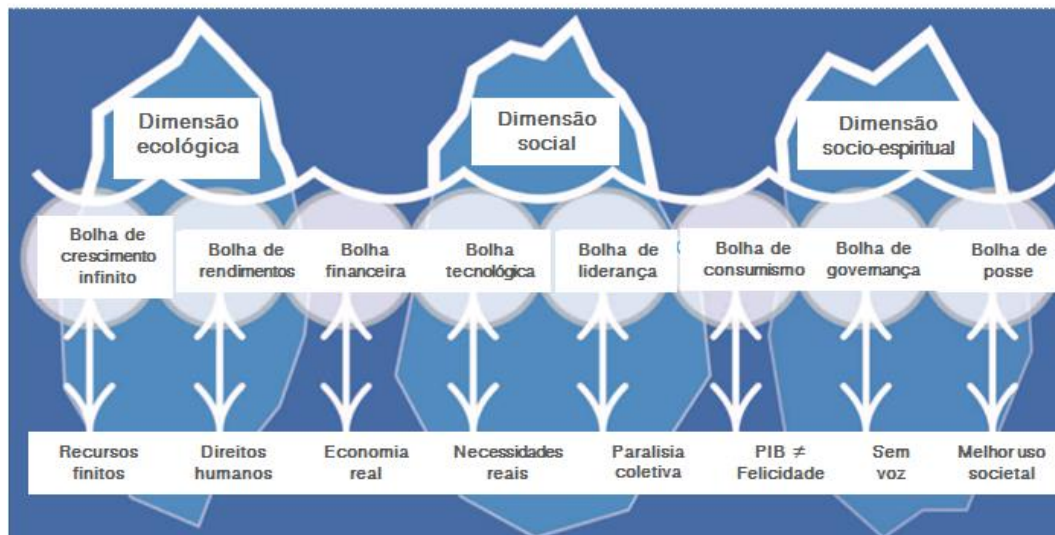 Dimensão
ecológica
Dimensão
social
Dimensão
socio-espiritual
Bolha de
crescimento
infinito
Bolha de
rendimentos
Bolha
financeira
Bolha
tecnológica
Bolha de
liderança
Bolha de
consumismo
Bolha de
governança
Bolha de
posse
Recursos
finitos
Direitos
humanos
Economia
real
Necessidades
reais
Paralisia
coletiva
PIB ≠
Felicidade
Sem
voz
Melhor uso
societal